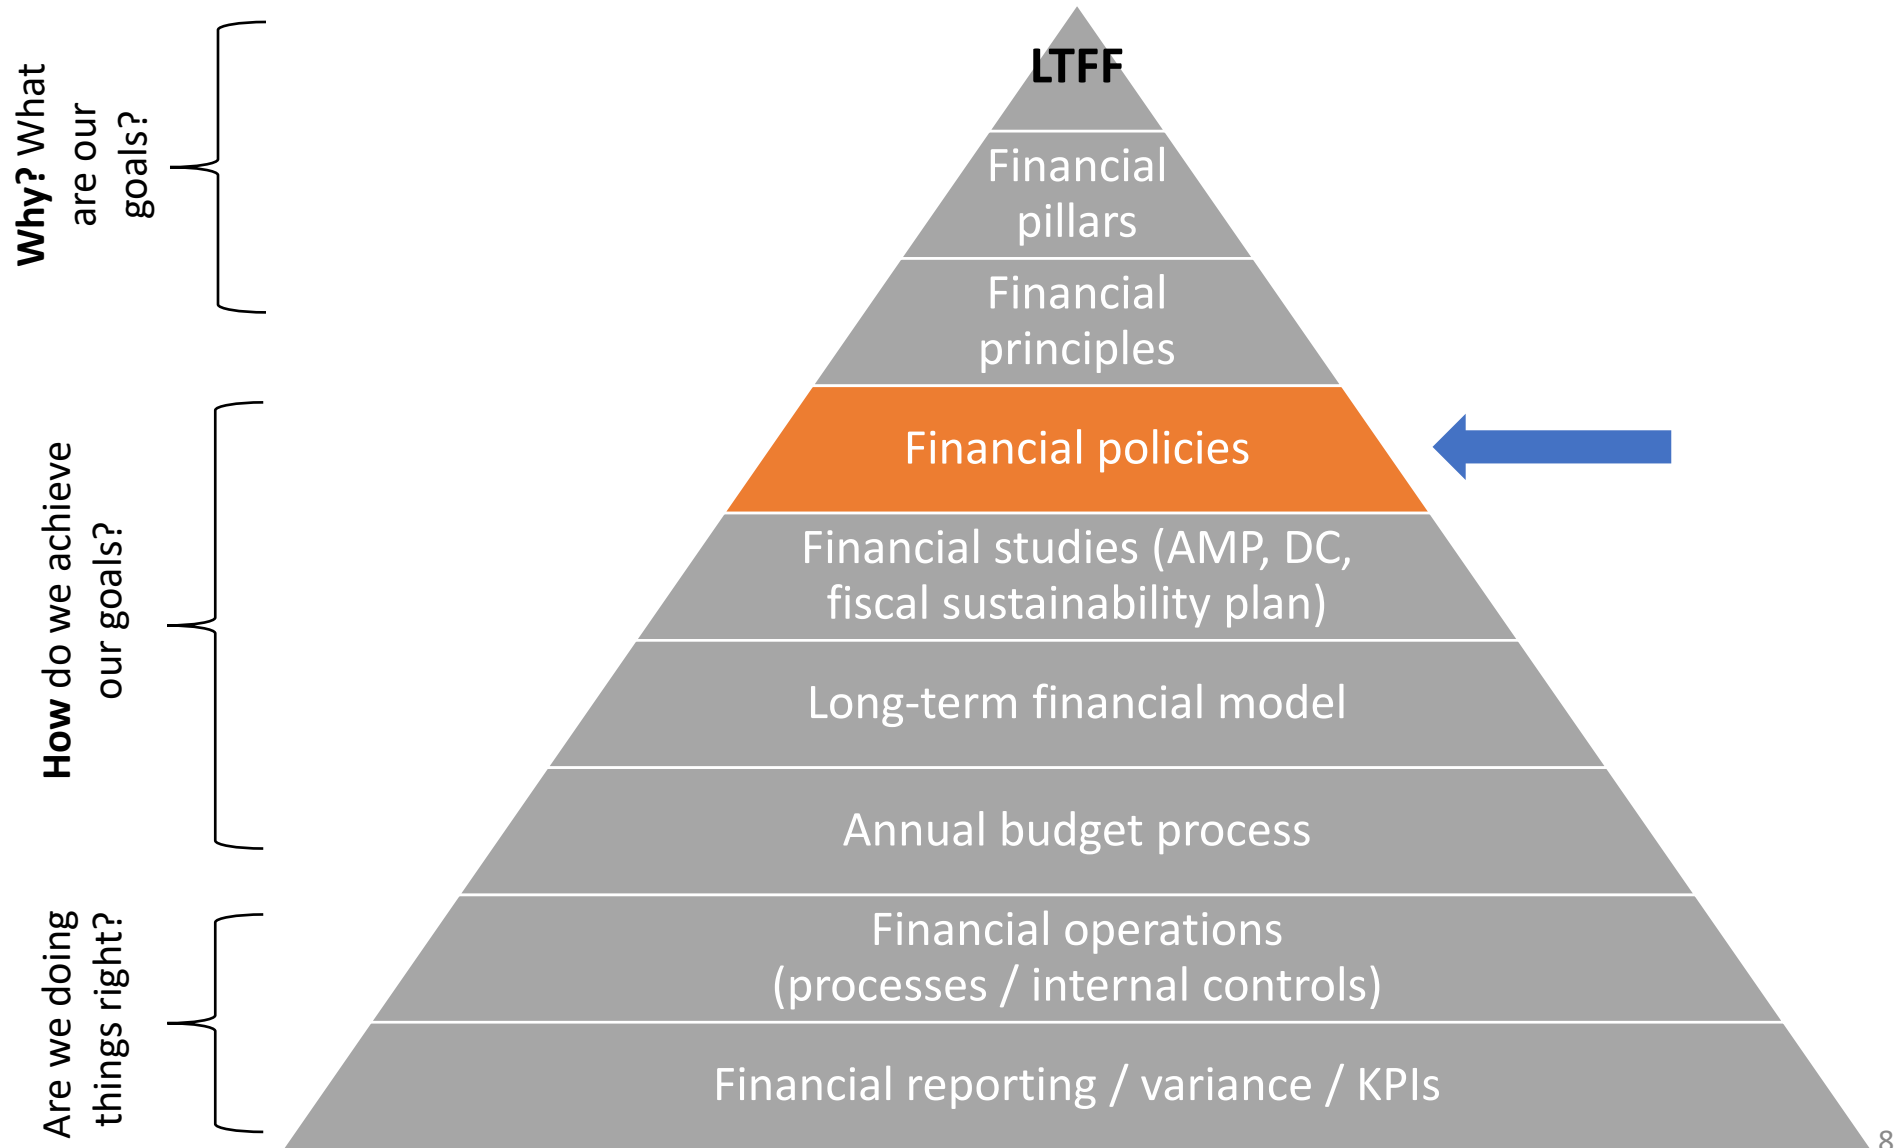 Why? What
are our
goals?
How do we achieve
our goals?
Are we doing
things right?
LTFF
Financial
pillars
Financial
principles
Financial policies
Financial studies (AMP, DC,
fiscal sustainability plan)
Long-term financial model
Annual budget process
Financial operations
(processes / internal controls)
Financial reporting / variance / KPIs
8